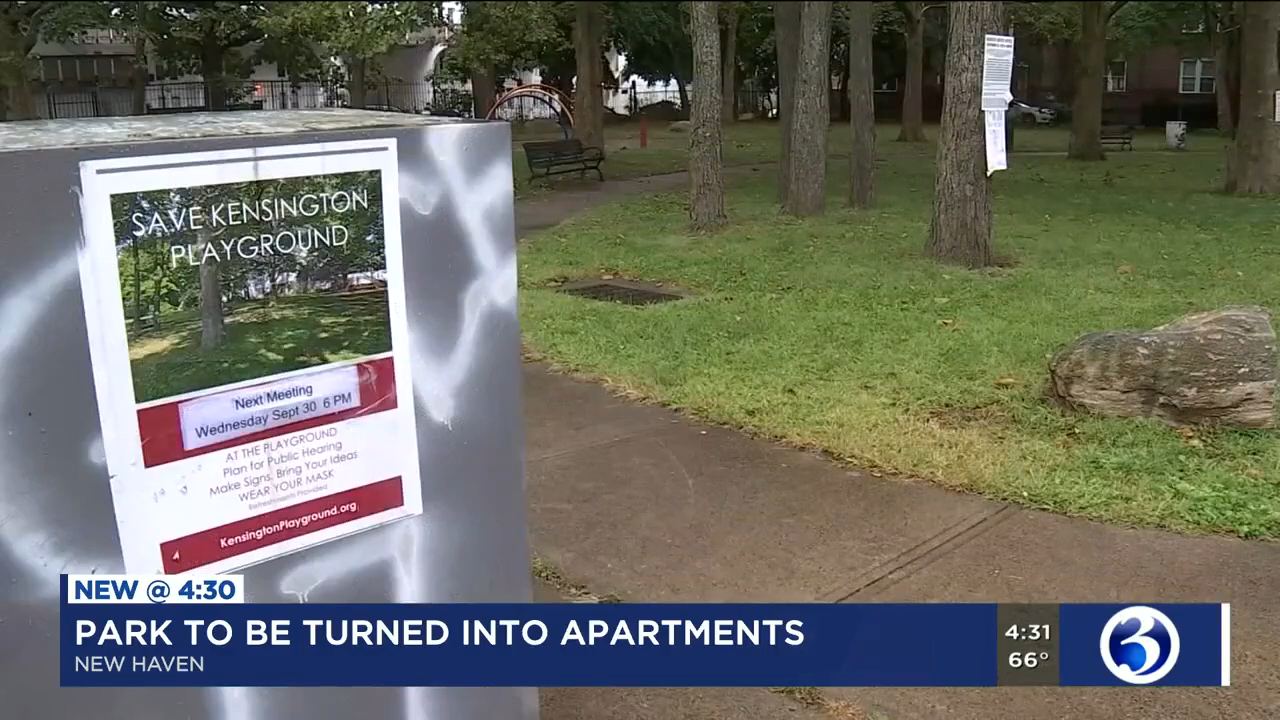 SAVE KENSINGTON
PLAYGROUND
Next Meeting
Wednesday Sept 30 6 PM
AT THE PLAYGROUND
Plan for Public Hearing
Make Signs, Bring Your Ideas
WEAR YOUR MASK
Refreshments Provided
KensingtonPlayground.org
NEW @ 4:30
PARK TO BE TURNED INTO APARTMENTS
NEW HAVEN
4:31
66°
3